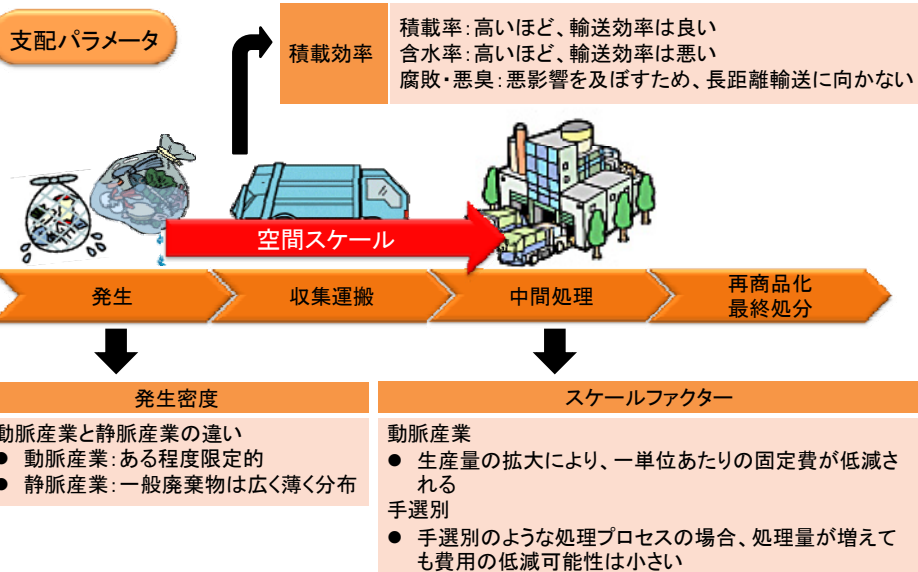 支配パラメータ
積載効率
積載率：高いほど、輸送効率は良い
含水率：高いほど、輸送効率は悪い
腐敗・悪臭：悪影響を及ぼすため、長距離輸送に向かない
空間スケール
発生
収集運搬
中間処理
再商品化
最終処分
発生密度
動脈産業と静脈産業の違い
● 動脈産業：ある程度限定的
● 静脈産業：一般廃棄物は広く薄く分布
スケールファクター
動脈産業
● 生産量の拡大により、一単位あたりの固定費が低減さ
れる
手選別
● 手選別のような処理プロセスの場合、処理量が増えて
も費用の低減可能性は小さい